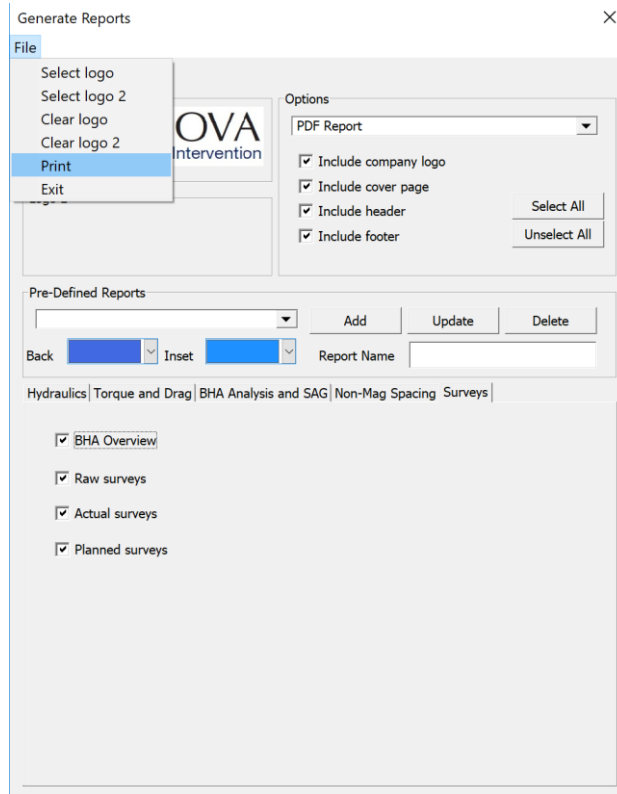 Generate Reports
File
Select logo
Select logo 2
Clear logo
Clear logo 2
Print
Exit
OVA
Intervention
Options
PDF Report
Include company logo
Include cover page
Include header
Include footer
Select All
Unselect All
Pre-Defined Reports
Add
Update
Delete
Back
Inset
Report Name
Hydraulics
Torque and Drag
BHA Analysis and SAG
Non-Mag Spacing
Surveys
BHA Overview
Raw surveys
Actual surveys
Planned surveys